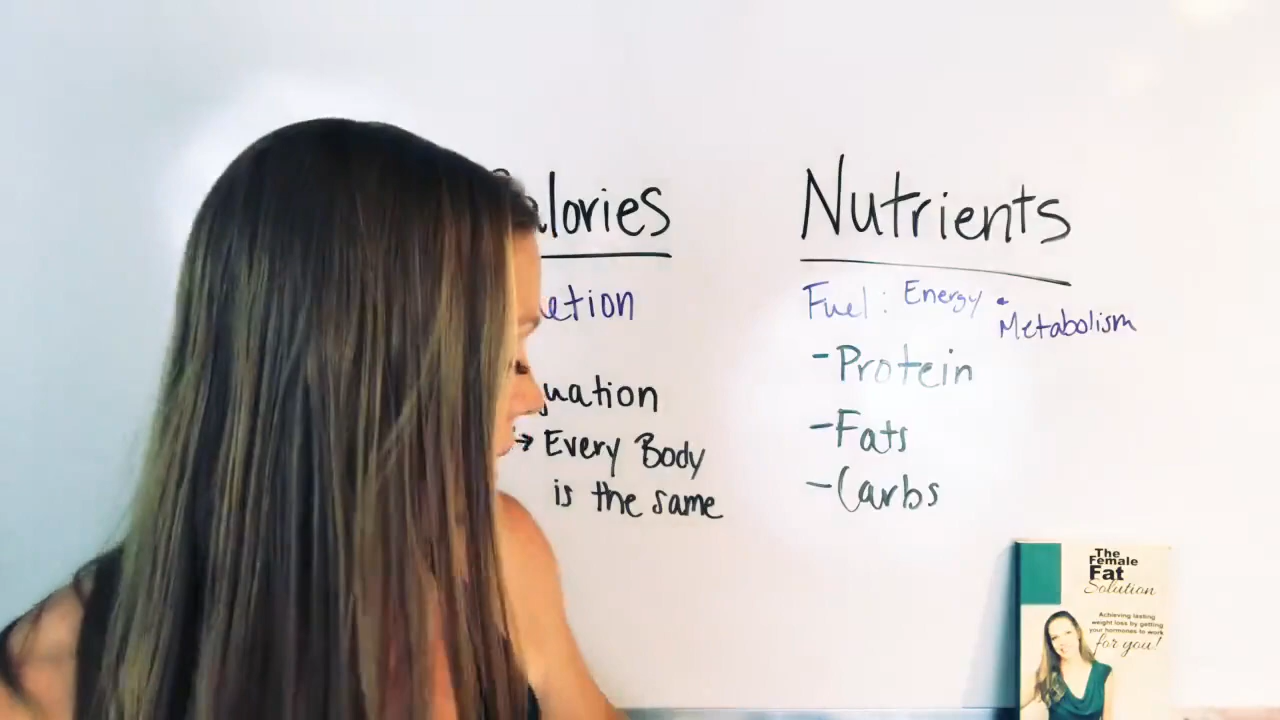 alories
etion
uation
→ Every Body
is the same
Nutrients
Fuel: Energy •
Metabolism
-Protein
-Fats
-Carbs
The
Female
Fat
Solution
Achieving lasting
weight loss by getting
your hormones to work
for you!